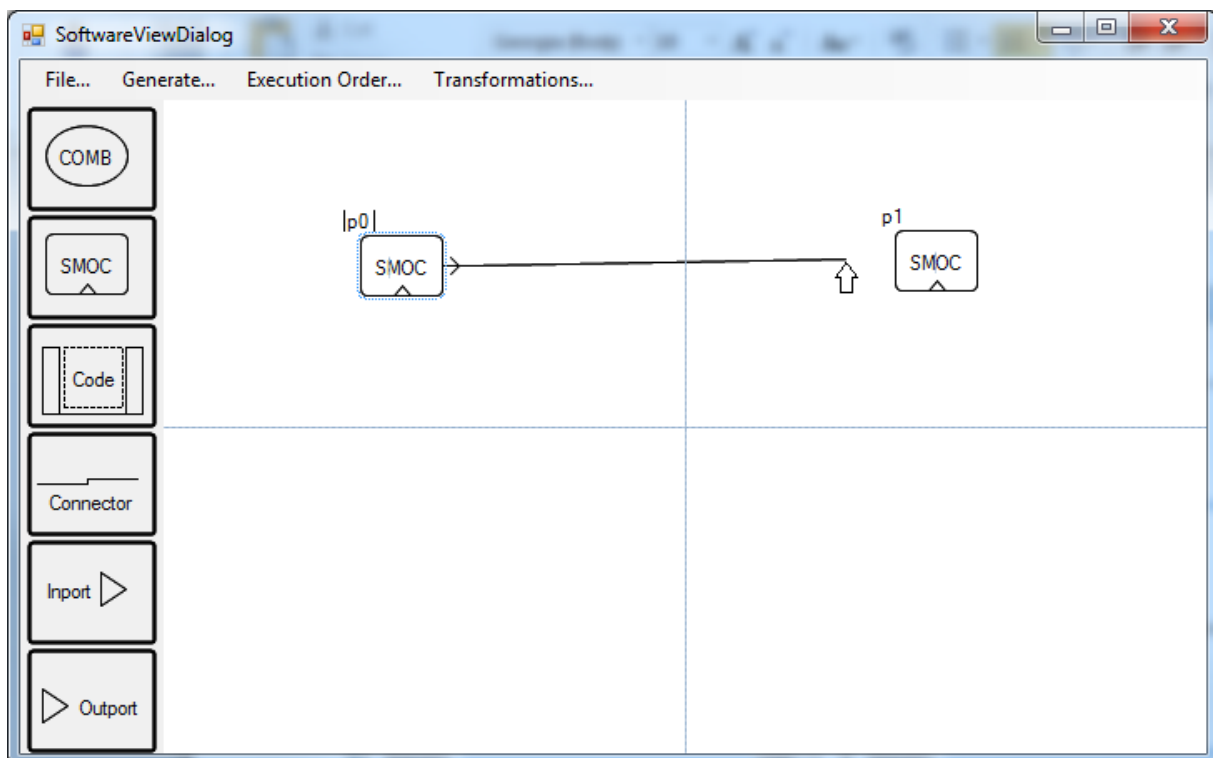 SoftwareViewDialog
File... Generate... Execution Order... Transformations...
COMB
SMOC
Code
Connector
Inport
Outport
|p0|
SMOC
p1
SMOC